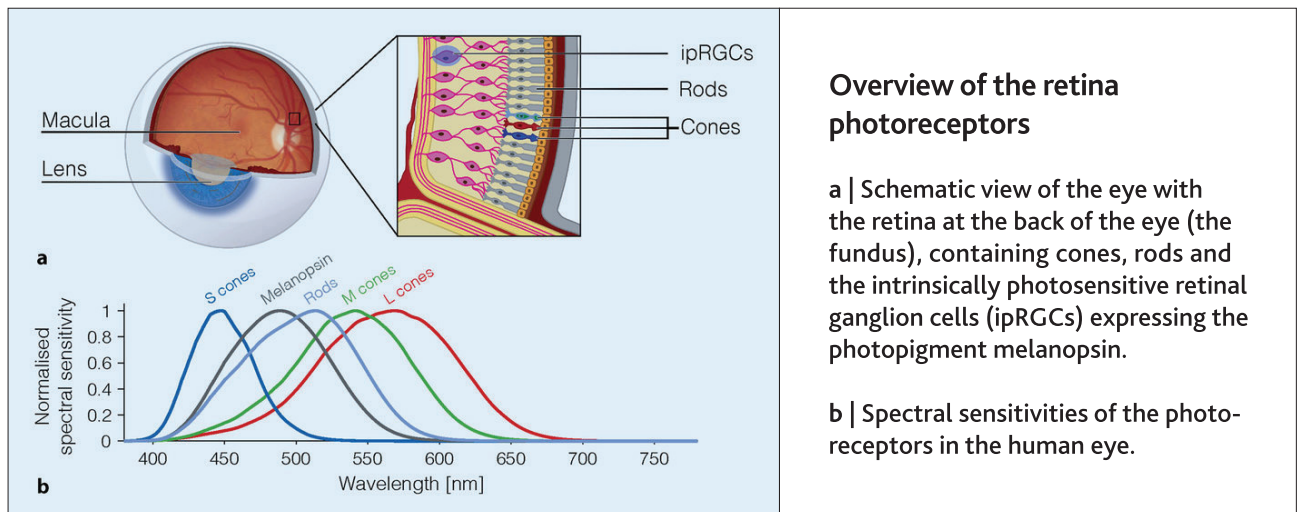 ipRGCs
Rods
Cones
Macula
Lens
a
S cones
Melanopsin
Rods
M cones
L cones
Normalised
spectral sensitivity
1
0.8
0.6
0.4
0.2
0
400 450 500 550 600 650 700 750
Wavelength [nm]
b
Overview of the retina
photoreceptors
a | Schematic view of the eye with
the retina at the back of the eye (the
fundus), containing cones, rods and
the intrinsically photosensitive retinal
ganglion cells (ipRGCs) expressing the
photopigment melanopsin.
b | Spectral sensitivities of the photo-
receptors in the human eye.